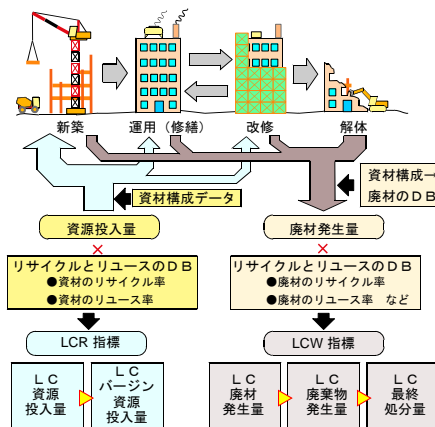 新築
運用（修繕）
改修
解体
資材構成データ
資材構成→
廃材のDB
資源投入量
廃材発生量
×
×
リサイクルとリユースのＤＢ
●資材のリサイクル率
●資材のリユース率
リサイクルとリユースのＤＢ
●廃材のリサイクル率
●廃材のリユース率　など
LCR 指標
LCW 指標
ＬＣ
資源
投入量
ＬＣ
バージン
資源
投入量
ＬＣ
廃材
発生量
ＬＣ
廃棄物
発生量
ＬＣ
最終
処分量